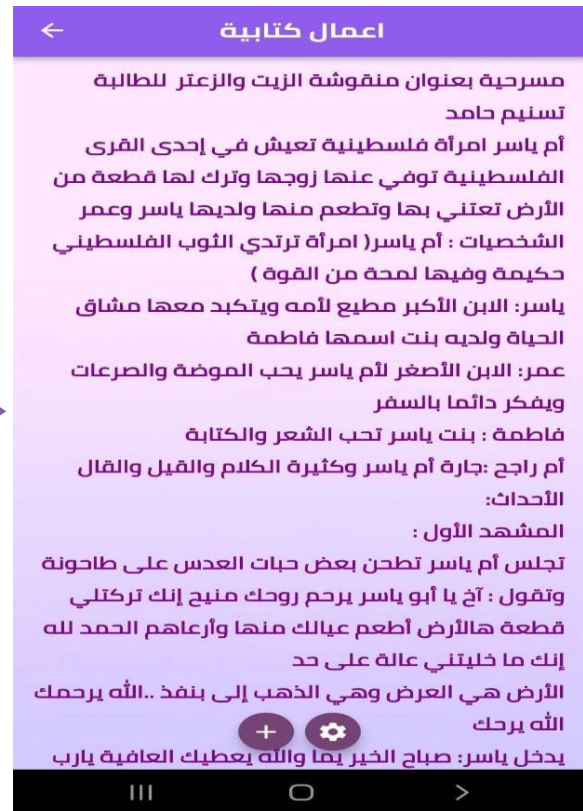 اعمال كتابية
مسرحية بعنوان منقوشة الزيت والزعتر للطالبة
تسنيم حامد
أم ياسر امرأة فلسطينية تعيش في إحدى القرى
الفلسطينية توفي عنها زوجها وترك لها قطعة من
الأرض تعتني بها وتطعم منها ولديها ياسر وعمر
الشخصيات : أم ياسر( امرأة ترتدي الثوب الفلسطيني
حكيمة وفيها لمحة من القوة )
ياسر: الابن الأكبر مطيع لأمه ويتكبد معها مشاق
الحياة ولديه بنت اسمها فاطمة
عمر: الابن الأصغر لأم ياسر يحب الموضة والصرعات
ويفكر دائما بالسفر
فاطمة : بنت ياسر تحب الشعر والكتابة
أم راجح :جارة أم ياسر وكثيرة الكلام والقيل والقال
الأحداث:
المشهد الأول :
تجلس أم ياسر تطحن بعض حبات العدس على طاحونة
وتقول : آخ يا أبو ياسر يرحم روحك منيح إنك تركتلي
قطعة هالأرض أطعم عيالك منها وأرعاهم الحمد لله
إنك ما خليتني عالة على حد
الأرض هي العرض وهي الذهب إلى بنفذ ..الله يرحمك
الله يرحك
يدخل ياسر: صباح الخير يما والله يعطيك العافية يارب